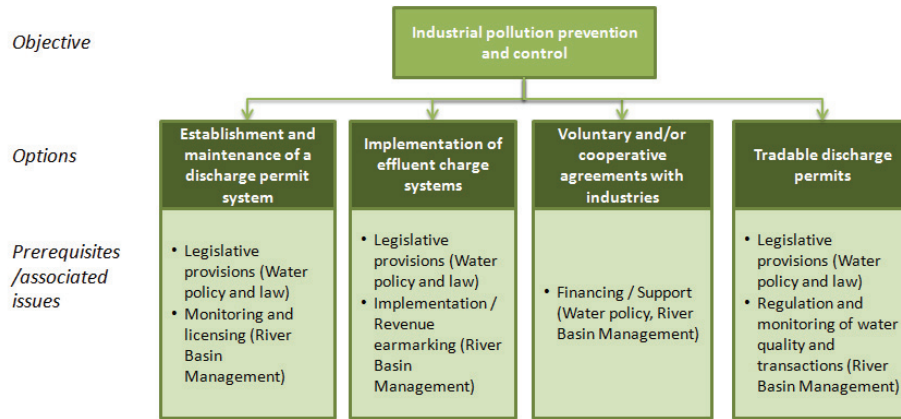 Objective
Industrial pollution prevention
and control
Options
Establishment and
maintenance of a
discharge permit
system
Implementation of
effluent charge
systems
Voluntary and/or
cooperative
agreements with
industries
Tradable discharge
permits
Prerequisites
/associated
issues
• Legislative
provisions (Water
policy and law)
• Monitoring and
licensing (River
Basin
Management)
• Legislative
provisions (Water
policy and law)
• Implementation /
Revenue
earmarking (River
Basin
Management)
• Financing / Support
(Water policy, River
Basin Management)
• Legislative
provisions (Water
policy and law)
• Regulation and
monitoring of water
quality and
transactions (River
Basin Management)